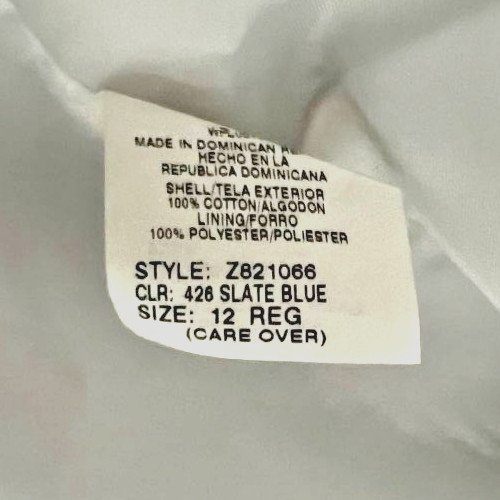 MADE IN DOMINICAN
HECHO EN LA
REPUBLICA DOMINICANA
SHELL/TELA EXTERIOR
100% COTTON/ALGODON
LINING/FORRO
100% POLYESTER/POLIESTER
STYLE: Z821066
CLR: 426 SLATE BLUE
SIZE: 12 REG
(CARE OVER)